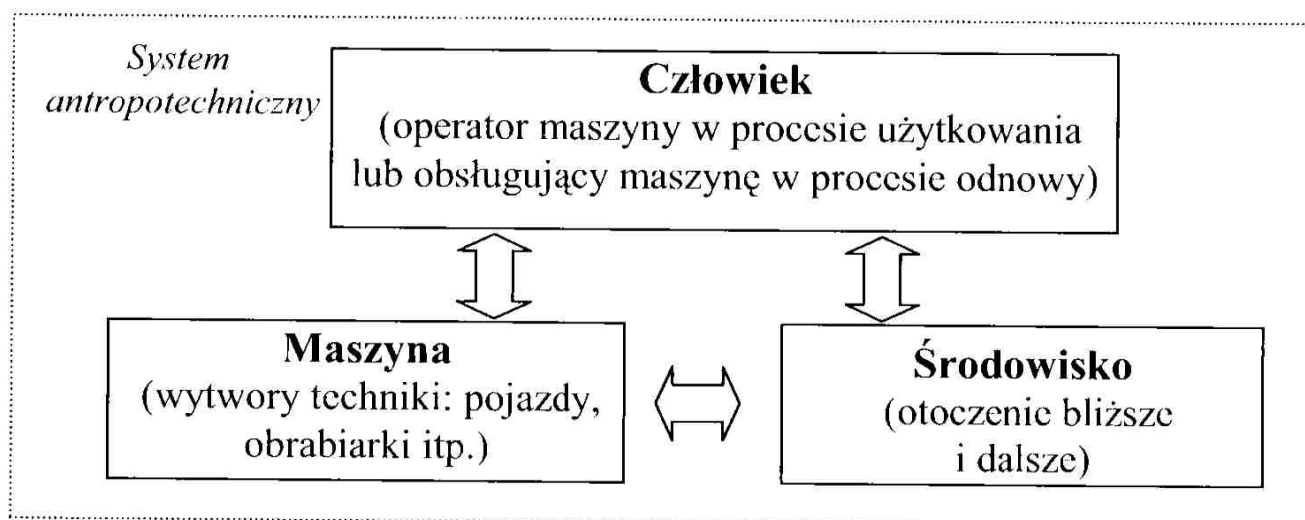 System
antropotechniczny
Człowiek
(operator maszyny w procesie użytkowania
lub obsługujący maszynę w procesie odnowy)
Maszyna
(wytwory techniki: pojazdy,
obrabiarki itp.)
Środowisko
(otoczenie bliższe
i dalsze)